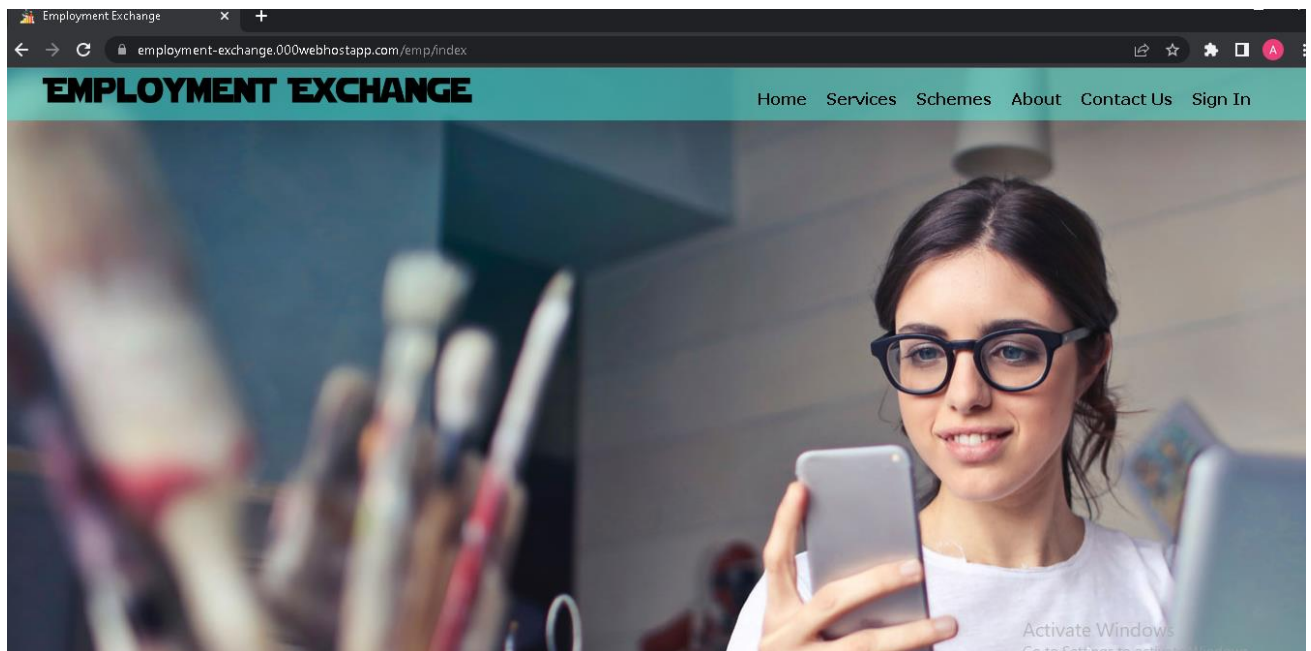 Employment Exchange
employment-exchange.000webhostapp.com/emp/index
A
EMPLOYMENT EXCHANGE
Home Services Schemes About Contact Us Sign In
Activate Windows